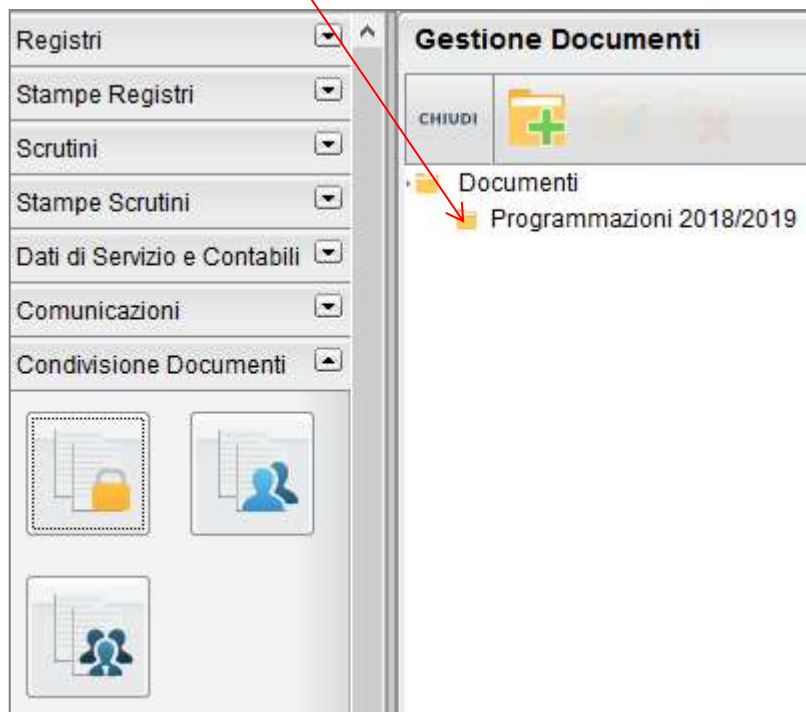 Registri
Stampe Registri
Scrutini
Stampe Scrutini
Dati di Servizio e Contabili
Comunicazioni
Condivisione Documenti
Gestione Documenti
CHIUDI
Documenti
Programmazioni 2018/2019